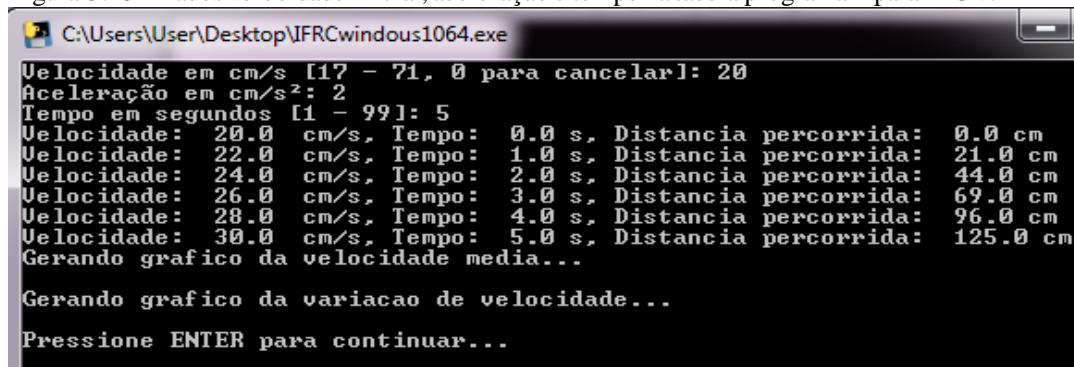 C:\Users\User\Desktop\IFRCwindous1064.exe
Velocidade em cm/s [17 - 71, 0 para cancelar]: 20
Aceleração em cm/s²: 2
Tempo em segundos [1 - 99]: 5
Velocidade: 20.0 cm/s, Tempo: 0.0 s, Distancia percorrida: 0.0 cm
Velocidade: 22.0 cm/s, Tempo: 1.0 s, Distancia percorrida: 21.0 cm
Velocidade: 24.0 cm/s, Tempo: 2.0 s, Distancia percorrida: 44.0 cm
Velocidade: 26.0 cm/s, Tempo: 3.0 s, Distancia percorrida: 69.0 cm
Velocidade: 28.0 cm/s, Tempo: 4.0 s, Distancia percorrida: 96.0 cm
Velocidade: 30.0 cm/s, Tempo: 5.0 s, Distancia percorrida: 125.0 cm
Gerando grafico da velocidade media...
Gerando grafico da variacao de velocidade...
Pressione ENTER para continuar...